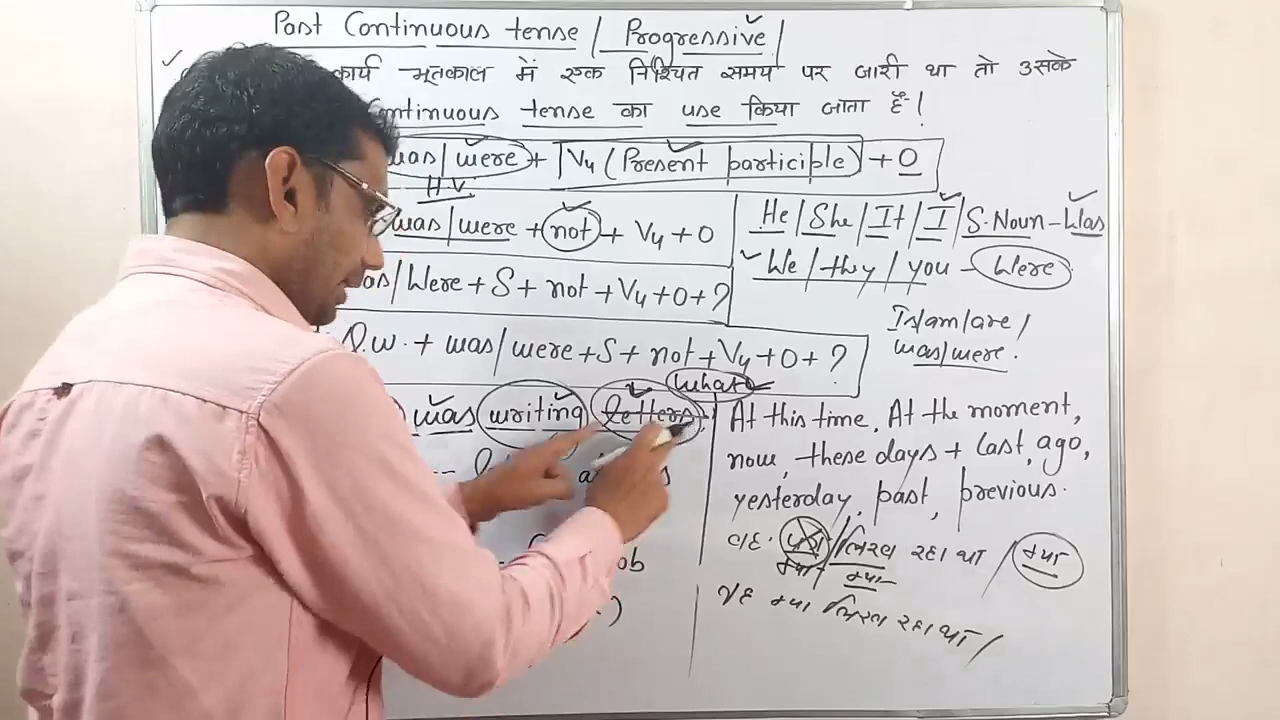 Past Continuous tense / Progressive /
कार्य भूतकाल में एक निश्चित समय पर जारी था तो उसके
Continuous tense का use किया जाता है !
was/were + V4 (Present participle) + O
H.V.
was/were + not + V4 + O
He / She / It / I / S.Noun - Was
We / they / you - Were
Was/Were + S + not + V4 + O + ?
Is/am/are /
was/were.
Q.W. + was/were + S + not + V4 + O + ?
what
was writing letters
At this time, At the moment,
now, these days + last, ago,
yesterday, past, previous.
वह पत्र / लिख रहा था / क्या
क्या क्या
वह क्या लिख रहा था /
ob